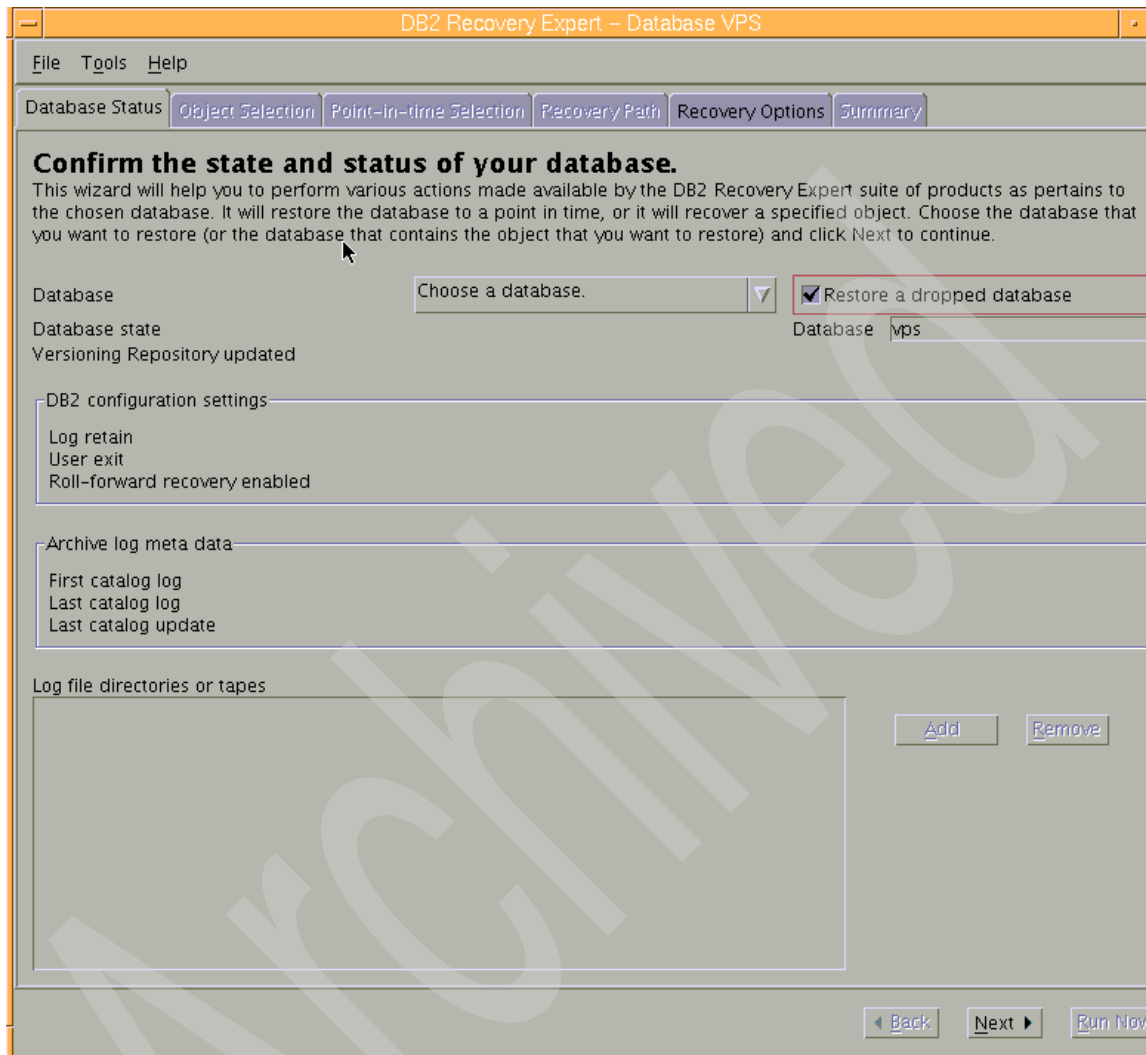 DB2 Recovery Expert – Database VPS
File Tools Help
Database Status Object Selection Point-in-time Selection Recovery Path Recovery Options Summary
Confirm the state and status of your database.
This wizard will help you to perform various actions made available by the DB2 Recovery Expert suite of products as pertains to
the chosen database. It will restore the database to a point in time, or it will recover a specified object. Choose the database that
you want to restore (or the database that contains the object that you want to restore) and click Next to continue.
Database Choose a database. Restore a dropped database
Database state Database vps
Versioning Repository updated
DB2 configuration settings
Log retain
User exit
Roll-forward recovery enabled
Archive log meta data
First catalog log
Last catalog log
Last catalog update
Log file directories or tapes
Add Remove
Back Next Run Now
Archived